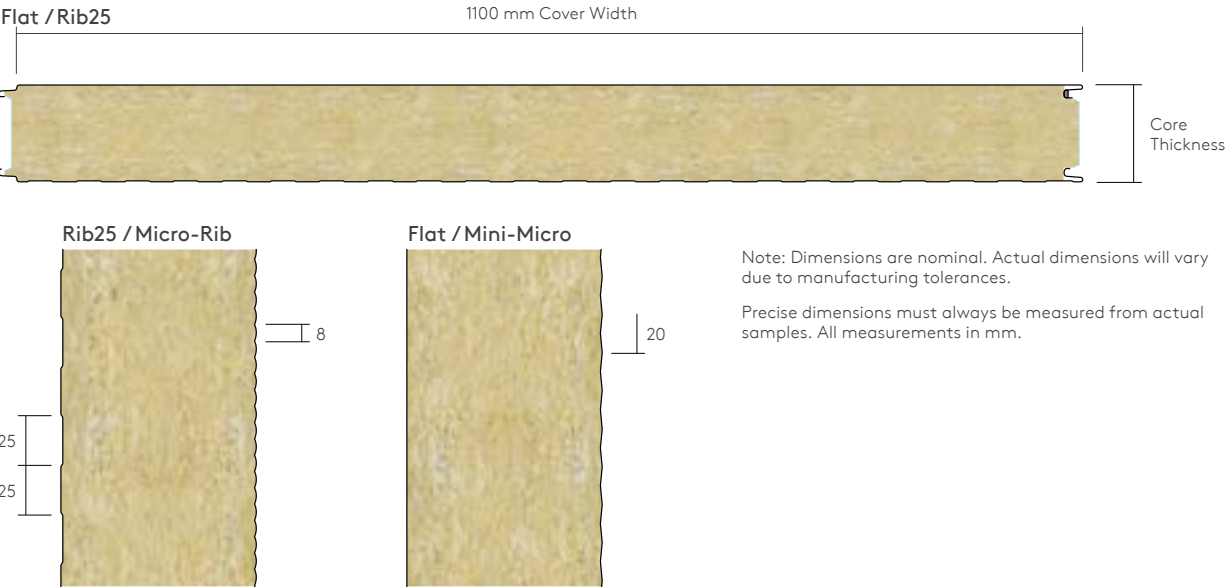 Flat / Rib25
1100 mm Cover Width
Core
Thickness
Rib25 / Micro-Rib
Flat / Mini-Micro
Note: Dimensions are nominal. Actual dimensions will vary
due to manufacturing tolerances.
Precise dimensions must always be measured from actual
samples. All measurements in mm.
8
20
25
25